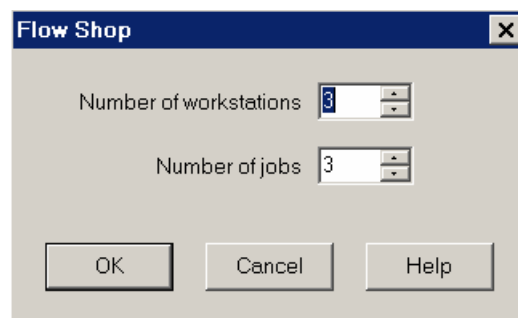 Flow Shop
Number of workstations 3
Number of jobs 3
OK Cancel Help